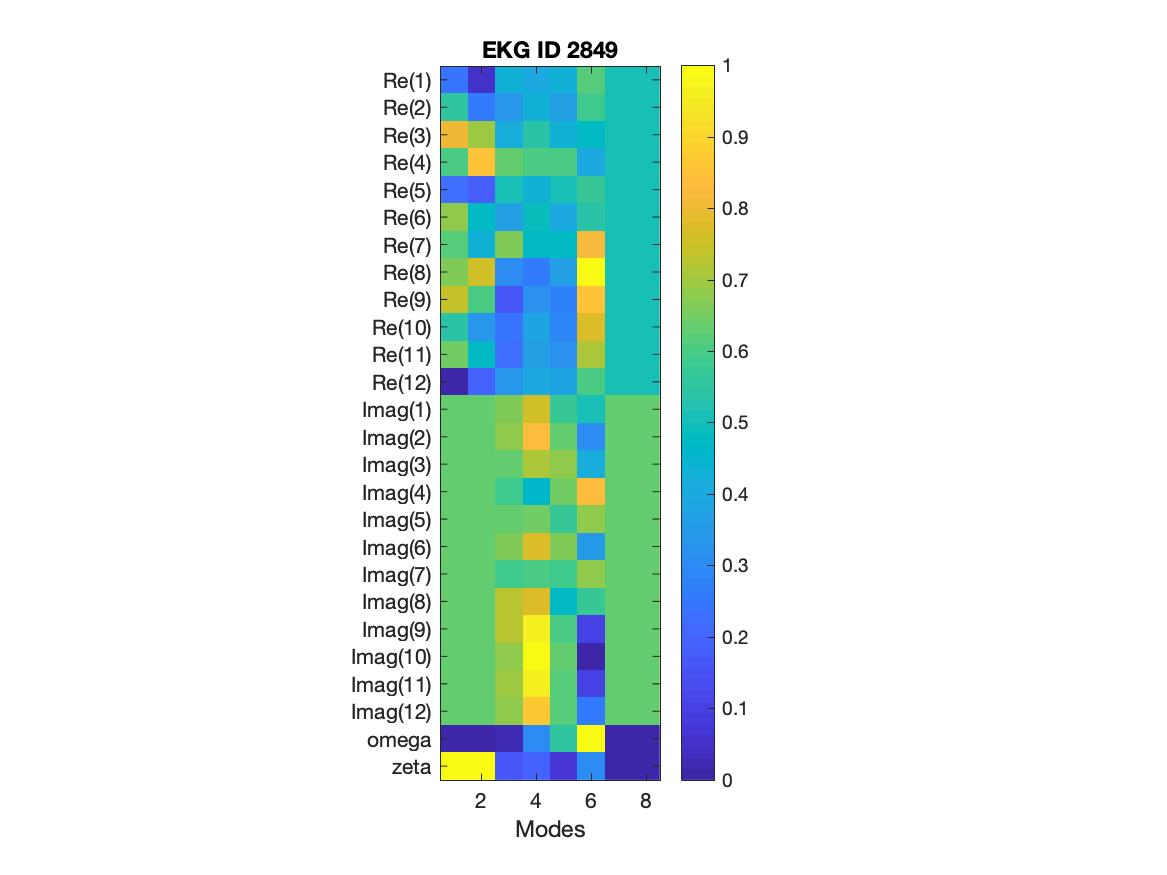 EKG ID 2849
Re(1)
Re(2)
Re(3)
Re(4)
Re(5)
Re(6)
Re(7)
Re(8)
Re(9)
Re(10)
Re(11)
Re(12)
Imag(1)
Imag(2)
Imag(3)
Imag(4)
Imag(5)
Imag(6)
Imag(7)
Imag(8)
Imag(9)
Imag(10)
Imag(11)
Imag(12)
omega
zeta
2 4 6 8
Modes
1
0.9
0.8
0.7
0.6
0.5
0.4
0.3
0.2
0.1
0